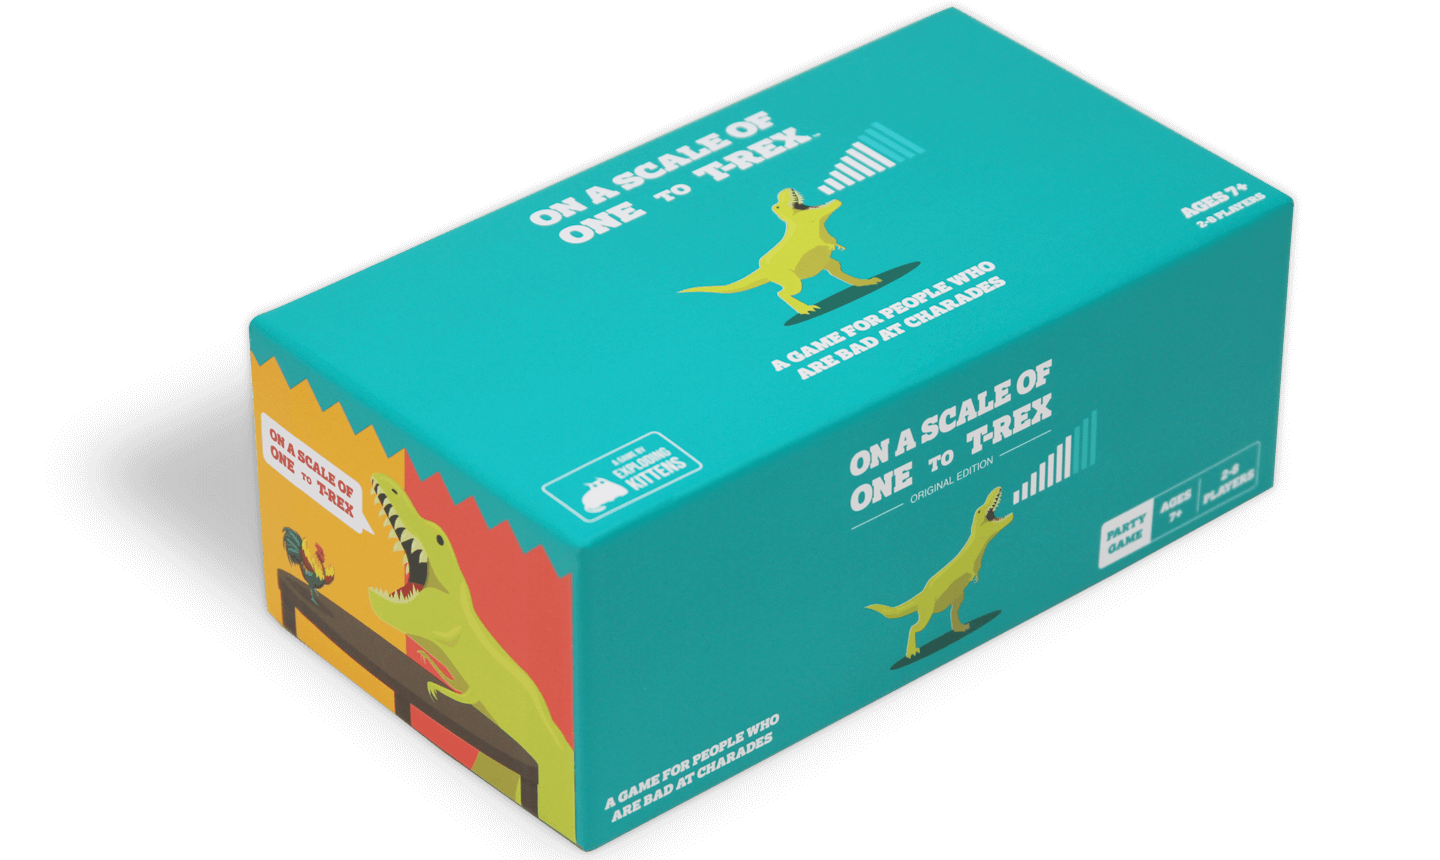 ON A SCALE OF
ONE TO T-REX™
AGES 7+
2-8 PLAYERS
A GAME FOR PEOPLE WHO
ARE BAD AT CHARADES
A GAME BY
EXPLODING
KITTENS
ON A SCALE OF
ONE TO T-REX
ON A SCALE OF
ONE TO T-REX
ORIGINAL EDITION
PARTY
GAME
AGES
7+
2-8
PLAYERS
A GAME FOR PEOPLE WHO
ARE BAD AT CHARADES